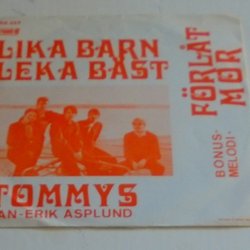 LIKA BARN
LEKA BÄST
TOMMYS
AN-ERIK ASPLUND
FÖRLÅT
MOR
BONUS-
MELODI